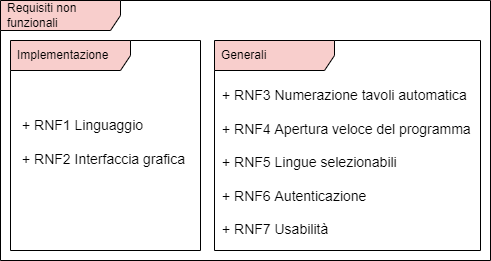 Requisiti non
funzionali
Implementazione
+ RNF1 Linguaggio
+ RNF2 Interfaccia grafica
Generali
+ RNF3 Numerazione tavoli automatica
+ RNF4 Apertura veloce del programma
+ RNF5 Lingue selezionabili
+ RNF6 Autenticazione
+ RNF7 Usabilità